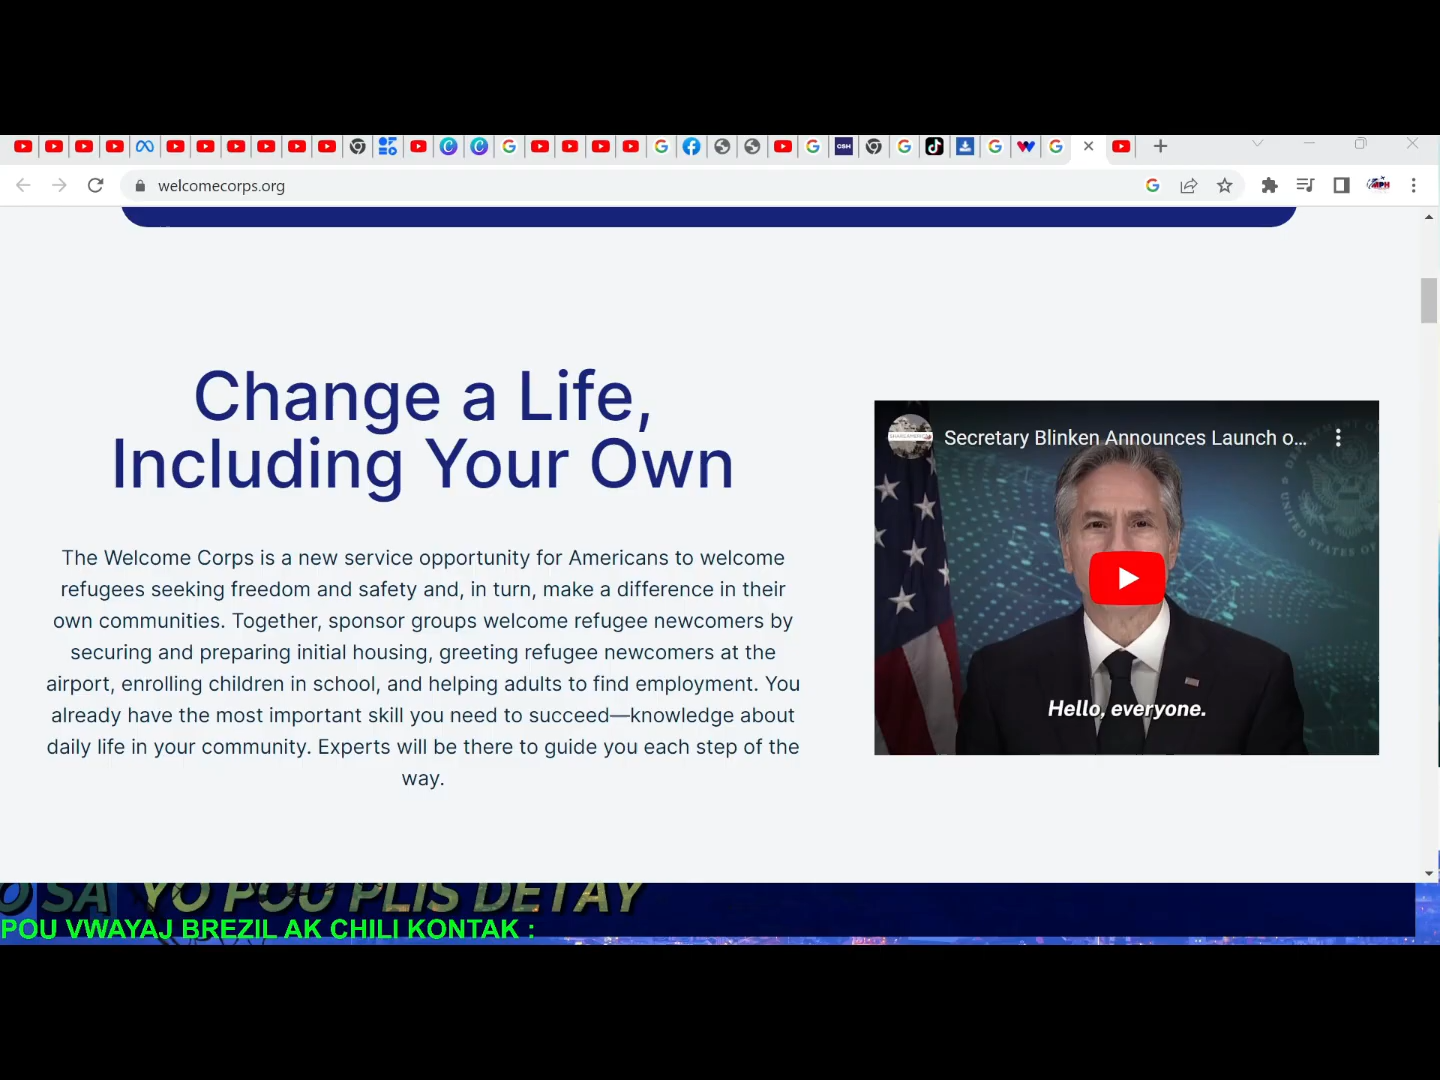 CSH
welcomecorps.org
MPH
Change a Life,
Including Your Own
The Welcome Corps is a new service opportunity for Americans to welcome
refugees seeking freedom and safety and, in turn, make a difference in their
own communities. Together, sponsor groups welcome refugee newcomers by
securing and preparing initial housing, greeting refugee newcomers at the
airport, enrolling children in school, and helping adults to find employment. You
already have the most important skill you need to succeed—knowledge about
daily life in your community. Experts will be there to guide you each step of the
way.
Secretary Blinken Announces Launch o...
Hello, everyone.
SA YO POU PLIS DETAY
POU VWAYAJ BREZIL AK CHILI KONTAK :